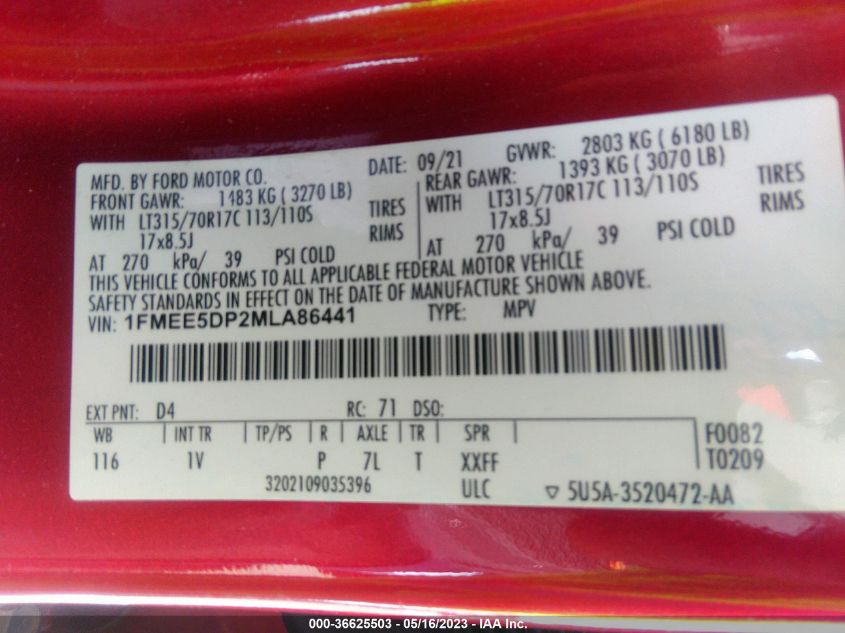 MFD. BY FORD MOTOR CO. DATE: 09/21 GVWR: 2803 KG ( 6180 LB)
FRONT GAWR: 1483 KG ( 3270 LB) REAR GAWR: 1393 KG ( 3070 LB)
WITH LT315/70R17C 113/110S TIRES WITH LT315/70R17C 113/110S TIRES
17x8.5J RIMS 17x8.5J RIMS
AT 270 kPa/ 39 PSI COLD AT 270 kPa/ 39 PSI COLD
THIS VEHICLE CONFORMS TO ALL APPLICABLE FEDERAL MOTOR VEHICLE
SAFETY STANDARDS IN EFFECT ON THE DATE OF MANUFACTURE SHOWN ABOVE.
VIN: 1FMEE5DP2MLA86441 TYPE: MPV
EXT PNT: D4 RC: 71 DSO:
WB | INT TR | TP/PS | R | AXLE | TR | SPR | F0082
116 1V P 7L T XXFF T0209
3202109035396 ULC ▽ 5U5A-3520472-AA
000-36625503 - 05/16/2023 - IAA Inc.